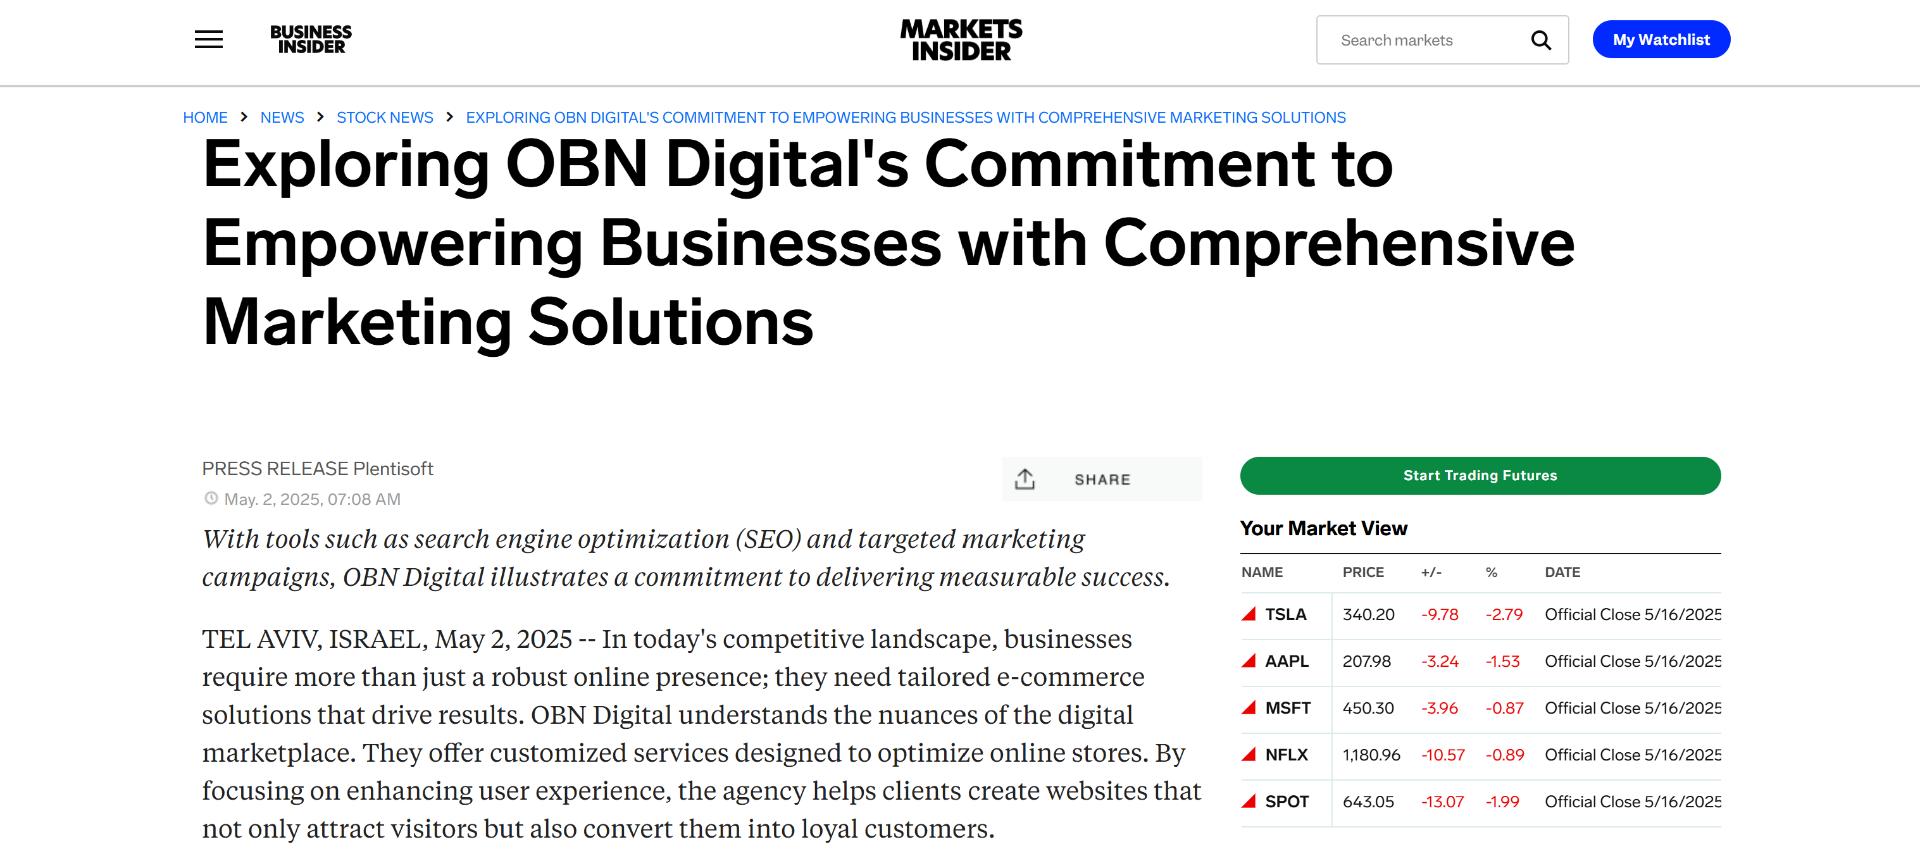 BUSINESS
INSIDER
MARKETS
INSIDER
Search markets
My Watchlist
HOME > NEWS > STOCK NEWS > EXPLORING OBN DIGITAL'S COMMITMENT TO EMPOWERING BUSINESSES WITH COMPREHENSIVE MARKETING SOLUTIONS
Exploring OBN Digital's Commitment to
Empowering Businesses with Comprehensive
Marketing Solutions
PRESS RELEASE Plentisoft
May. 2, 2025, 07:08 AM
SHARE
With tools such as search engine optimization (SEO) and targeted marketing
campaigns, OBN Digital illustrates a commitment to delivering measurable success.
TEL AVIV, ISRAEL, May 2, 2025 -- In today's competitive landscape, businesses
require more than just a robust online presence; they need tailored e-commerce
solutions that drive results. OBN Digital understands the nuances of the digital
marketplace. They offer customized services designed to optimize online stores. By
focusing on enhancing user experience, the agency helps clients create websites that
not only attract visitors but also convert them into loyal customers.
Start Trading Futures
Your Market View
NAME PRICE +/- % DATE
TSLA 340.20 -9.78 -2.79 Official Close 5/16/2025
AAPL 207.98 -3.24 -1.53 Official Close 5/16/2025
MSFT 450.30 -3.96 -0.87 Official Close 5/16/2025
NFLX 1,180.96 -10.57 -0.89 Official Close 5/16/2025
SPOT 643.05 -13.07 -1.99 Official Close 5/16/2025